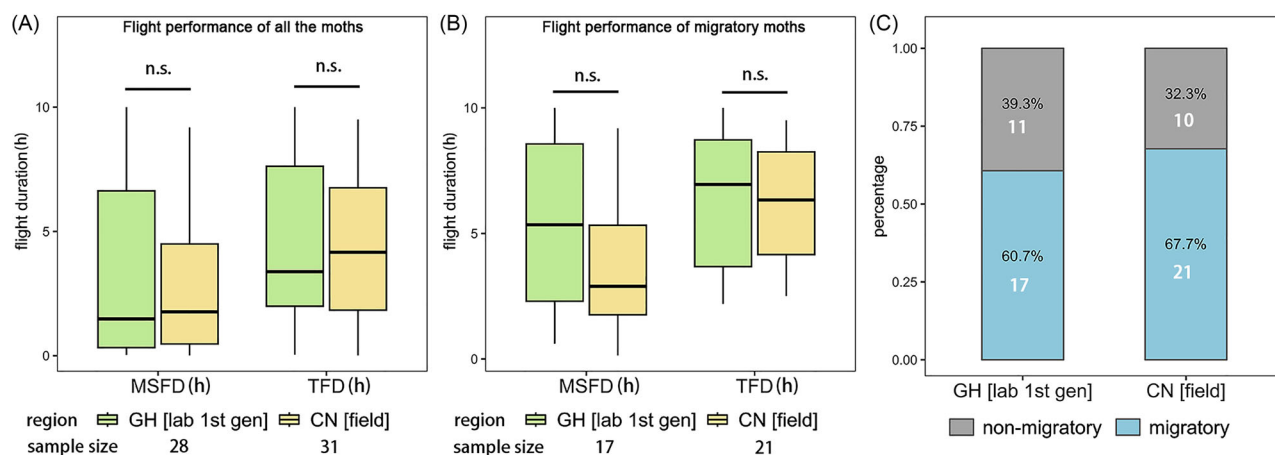 (A)
Flight performance of all the moths
n.s.
n.s.
10
5
0
flight duration(h)
MSFD(h)
TFD(h)
region GH [lab 1st gen] CN [field]
sample size 28 31
(B)
Flight performance of migratory moths
n.s.
n.s.
10
5
0
flight duration(h)
MSFD(h)
TFD(h)
region GH [lab 1st gen] CN [field]
sample size 17 21
(C)
1.00
0.75
0.50
0.25
0.00
percentage
39.3%
11
60.7%
17
32.3%
10
67.7%
21
GH [lab 1st gen]
CN [field]
non-migratory migratory